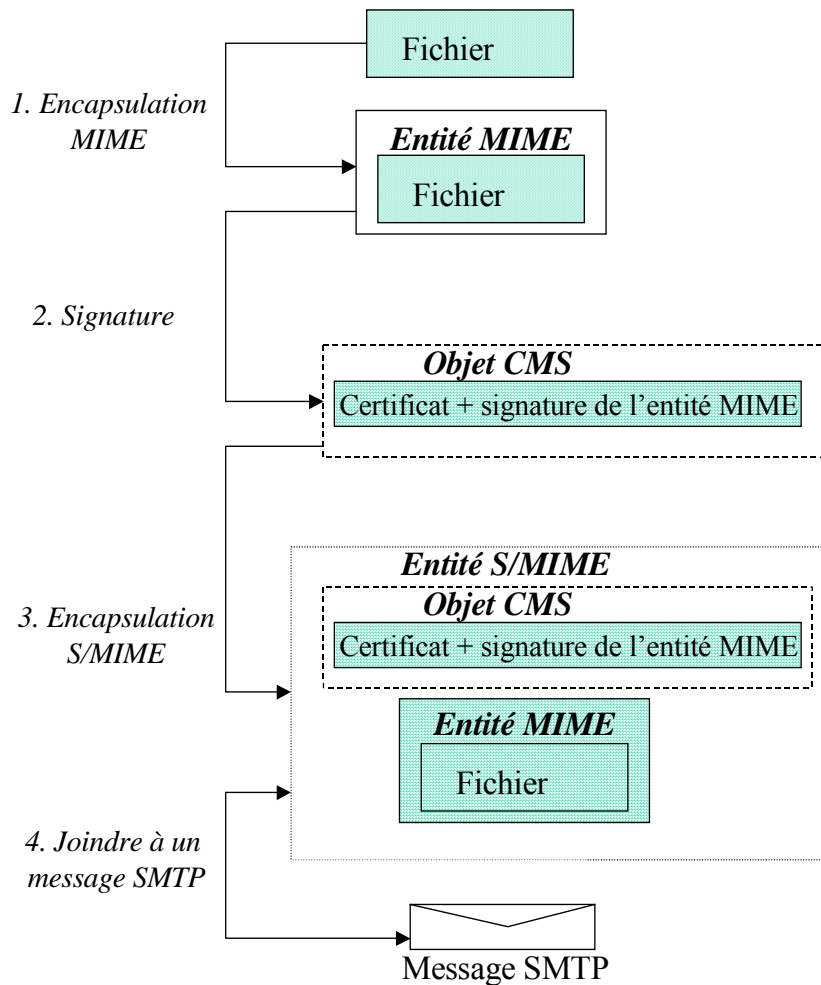 Fichier
1. Encapsulation
MIME
Entité MIME
Fichier
2. Signature
Objet CMS
Certificat + signature de l'entité MIME
Entité S/MIME
3. Encapsulation
S/MIME
Objet CMS
Certificat + signature de l'entité MIME
Entité MIME
Fichier
4. Joindre à un
message SMTP
Message SMTP